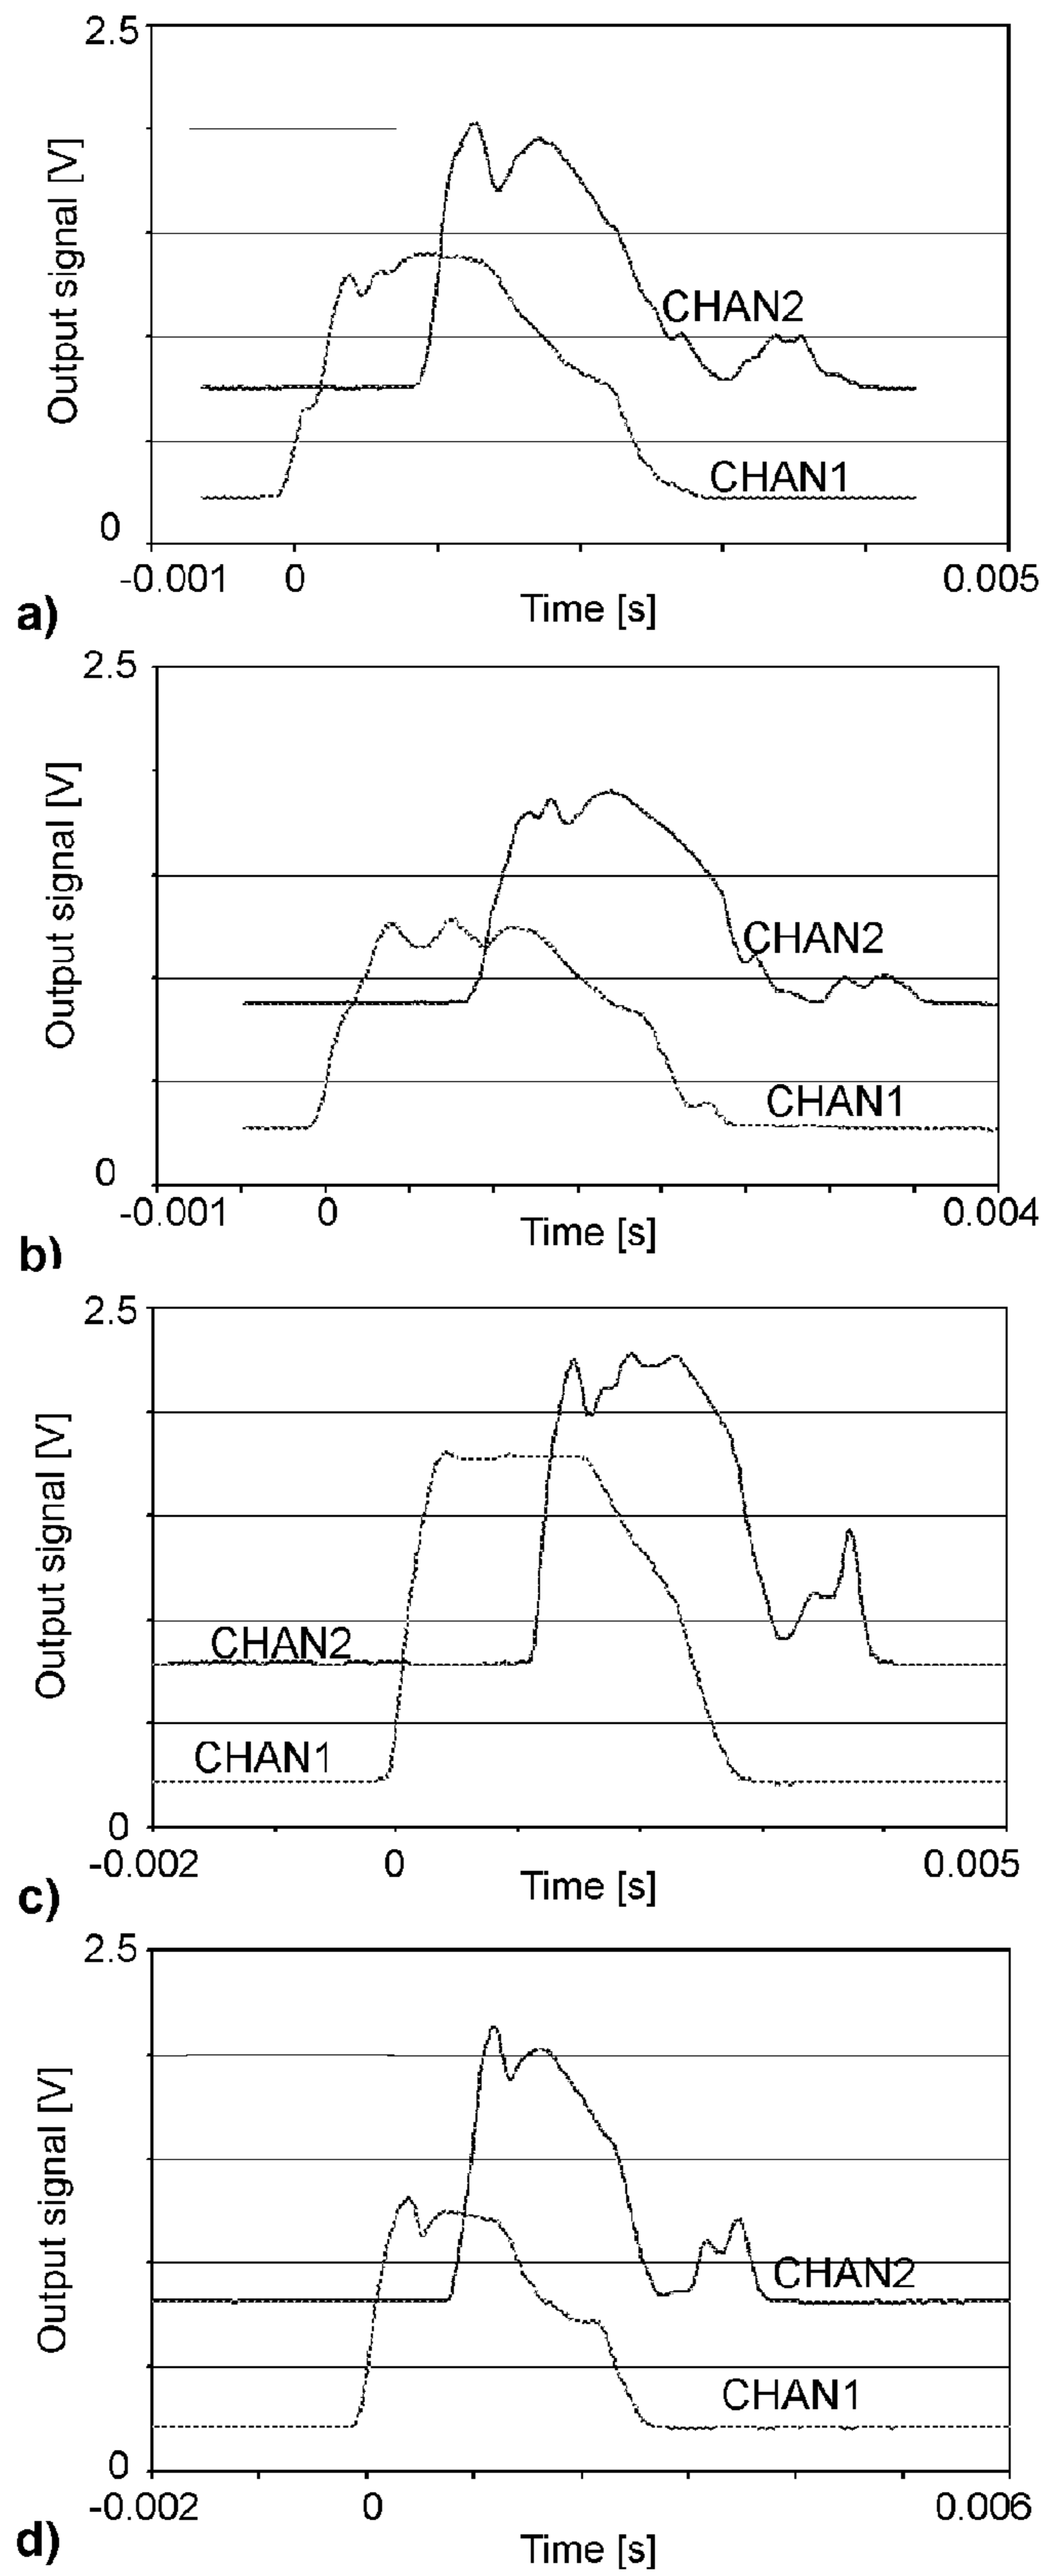 2.5
Output signal [V]
CHAN2
CHAN1
0
-0.001 0 0.005
Time [s]
a)
2.5
Output signal [V]
CHAN2
CHAN1
0
-0.001 0 0.004
Time [s]
b)
2.5
Output signal [V]
CHAN2
CHAN1
0
-0.002 0 0.005
Time [s]
c)
2.5
Output signal [V]
CHAN2
CHAN1
0
-0.002 0 0.006
Time [s]
d)